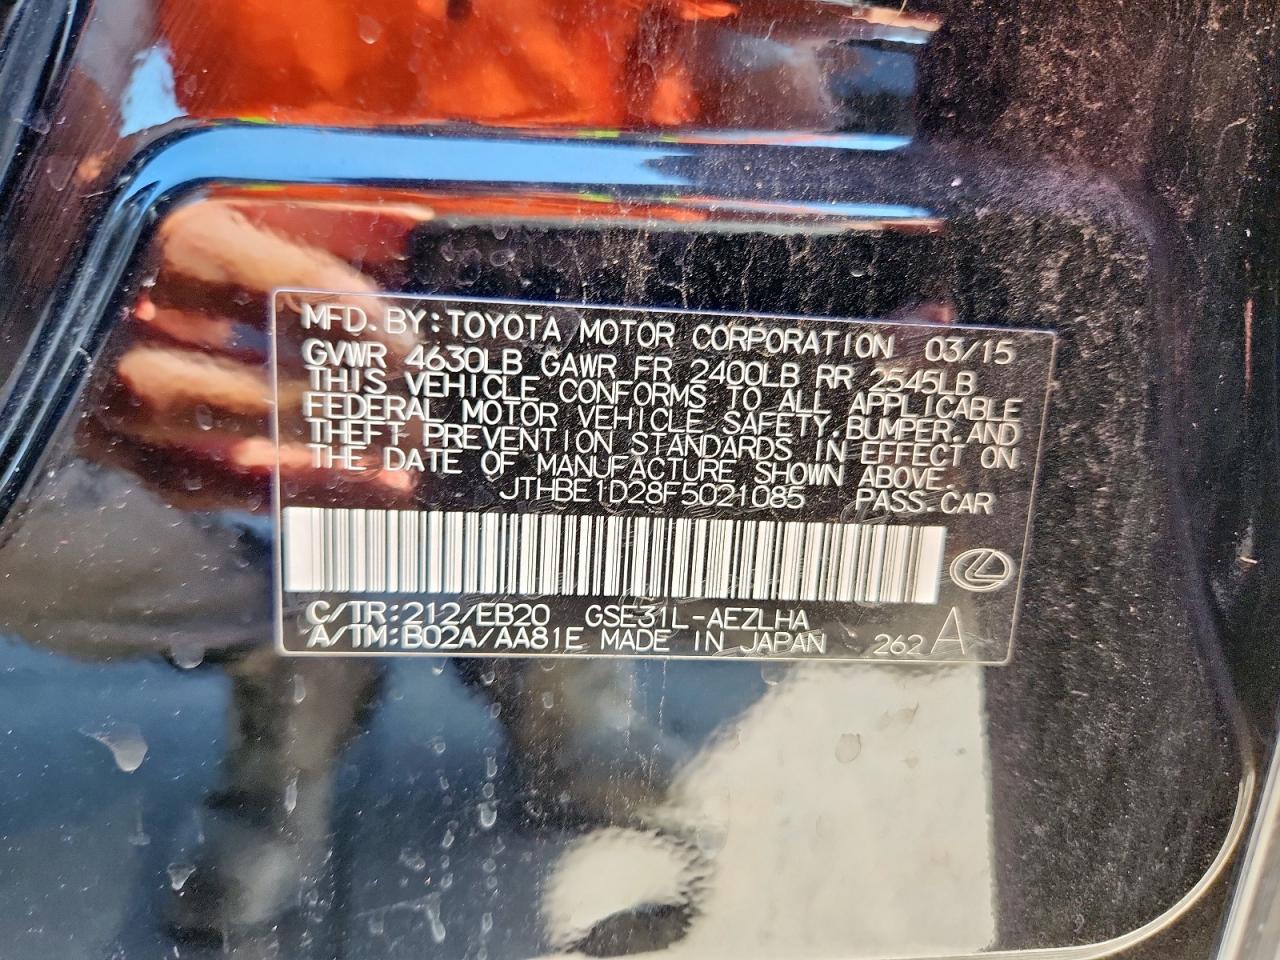 MFD. BY: TOYOTA MOTOR CORPORATION 03/15
GVWR 4630LB GAWR FR 2400LB RR 2545LB
THIS VEHICLE CONFORMS TO ALL APPLICABLE
FEDERAL MOTOR VEHICLE SAFETY, BUMPER, AND
THEFT PREVENTION STANDARDS IN EFFECT ON
THE DATE OF MANUFACTURE SHOWN ABOVE.
JTHBE1D28F5021085 PASS. CAR
C/TR: 212/EB20 GSE31L-AEZLHA
A/TM: B02A/AA81E MADE IN JAPAN 262 A